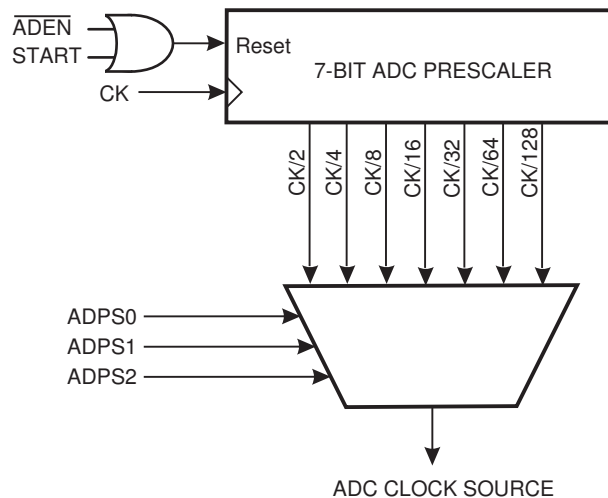 ADEN
START
Reset
7-BIT ADC PRESCALER
CK
CK/2
CK/4
CK/8
CK/16
CK/32
CK/64
CK/128
ADPS0
ADPS1
ADPS2
ADC CLOCK SOURCE